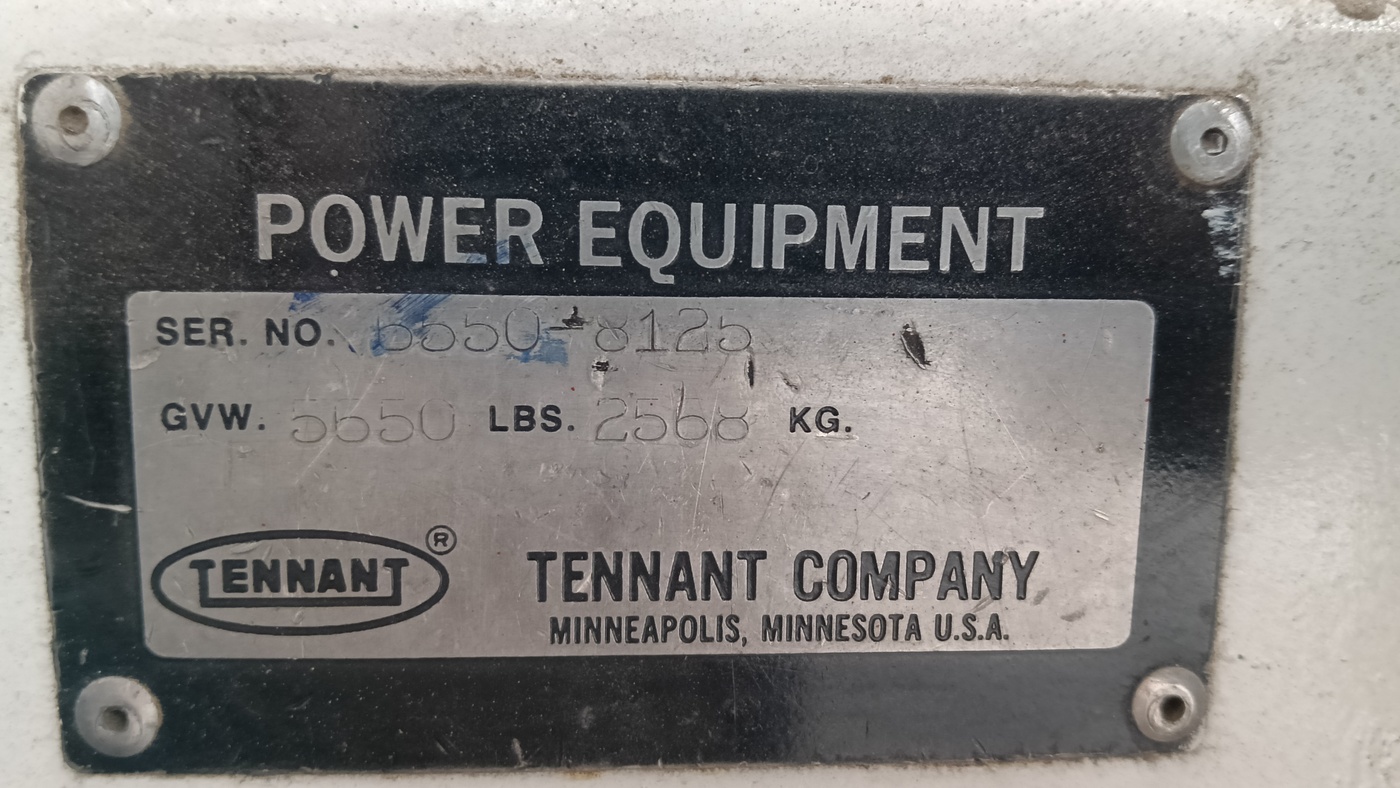 POWER EQUIPMENT
SER. NO. 5550-8125
GVW. 5650 LBS. 2568 KG.
TENNANT ®
TENNANT COMPANY
MINNEAPOLIS, MINNESOTA U.S.A.